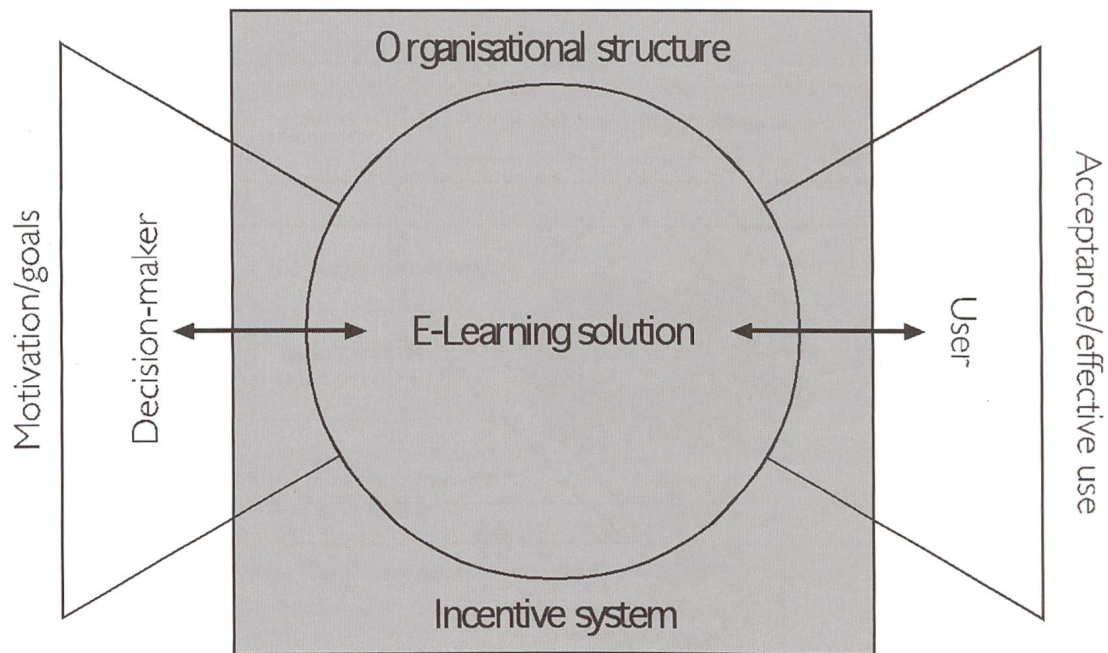 Organisational structure
Motivation/goals
Decision-maker
E-Learning solution
User
Acceptance/effective use
Incentive system